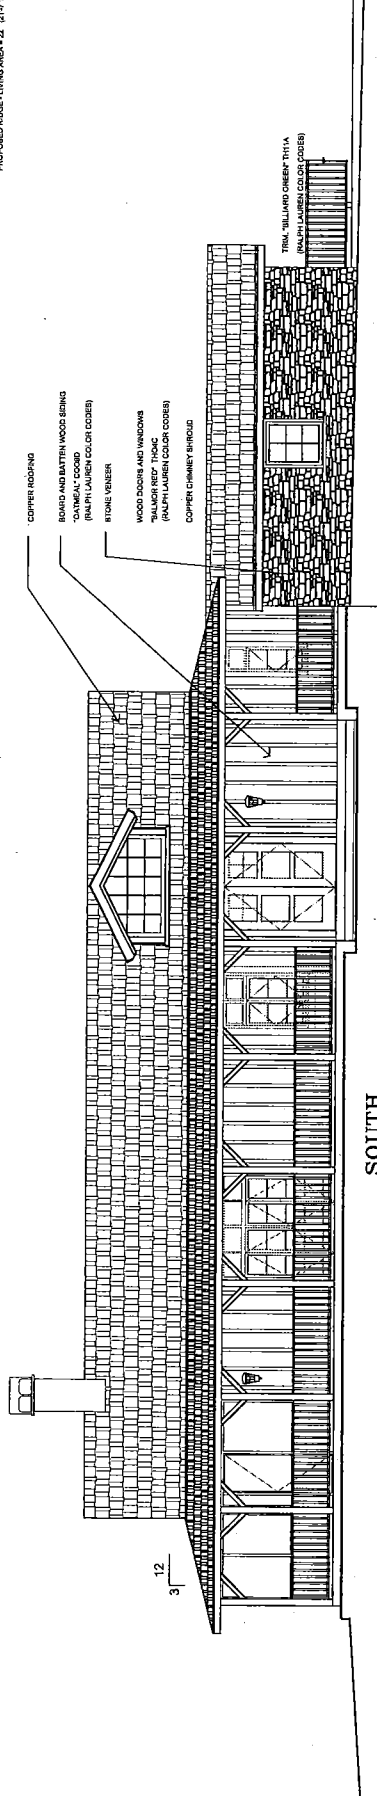 COPPER ROOFING
BOARD AND BATTEN WOOD SIDING
"OATMEAL" CO08D
(RALPH LAUREN COLOR CODES)
STONE VENEER
WOOD DOORS AND WINDOWS
"BALMOR RED" TH01C
(RALPH LAUREN COLOR CODES)
COPPER CHIMNEY SHROUD
TRIM, "BILLIARD GREEN" TH11A
(RALPH LAUREN COLOR CODES)
12
3
SOUTH